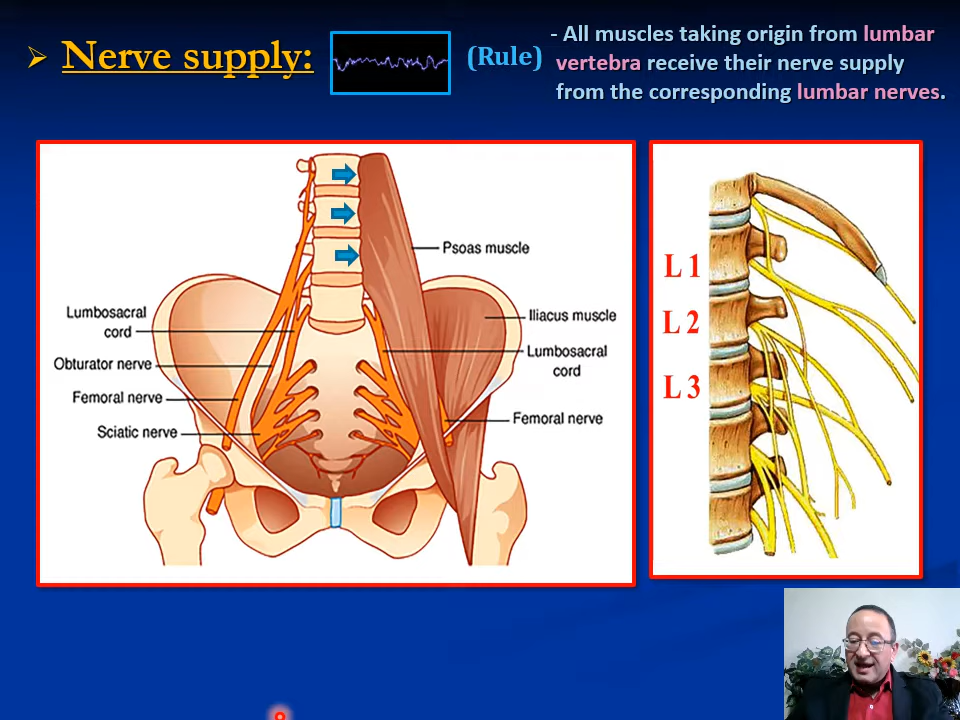 ➢ Nerve supply:
(Rule)
- All muscles taking origin from lumbar
vertebra receive their nerve supply
from the corresponding lumbar nerves.
Psoas muscle
Lumbosacral
cord
Iliacus muscle
Obturator nerve
Lumbosacral
cord
Femoral nerve
Femoral nerve
Sciatic nerve
L 1
L 2
L 3